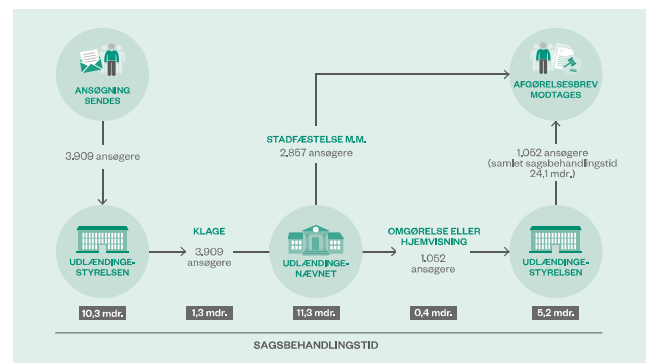 ANSØGNING
SENDES
AFGØRELSESBREV
MODTAGES
3.909 ansøgere
STADFÆSTELSE M.M.
2.857 ansøgere
1.052 ansøgere
(samlet sagsbehandlingstid
24,1 mdr.)
UDLÆNDINGE-
STYRELSEN
KLAGE
3.909
ansøgere
UDLÆNDINGE-
NÆVNET
OMGØRELSE ELLER
HJEMVISNING
1.052
ansøgere
UDLÆNDINGE-
STYRELSEN
10,3 mdr.
1,3 mdr.
11,3 mdr.
0,4 mdr.
5,2 mdr.
SAGSBEHANDLINGSTID